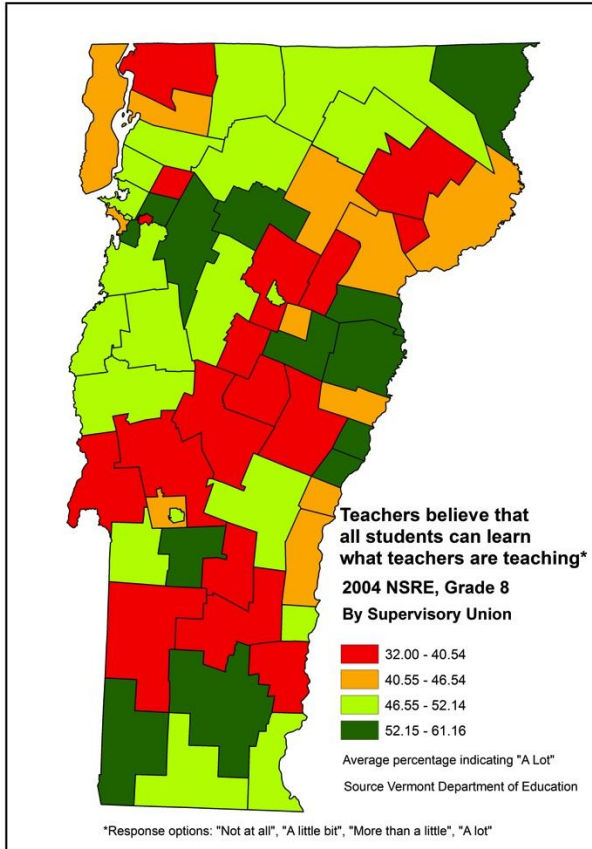 Teachers believe that
all students can learn
what teachers are teaching*
2004 NSRE, Grade 8
By Supervisory Union
32.00 - 40.54
40.55 - 46.54
46.55 - 52.14
52.15 - 61.16
Average percentage indicating "A Lot"
Source Vermont Department of Education
*Response options: "Not at all", "A little bit", "More than a little", "A lot"